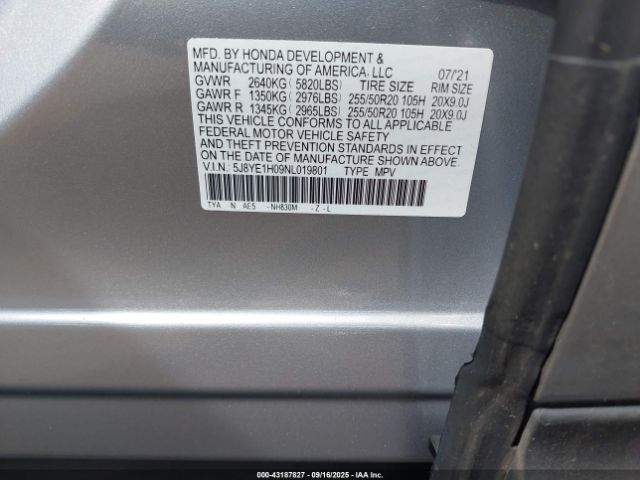 MFD. BY HONDA DEVELOPMENT &
MANUFACTURING OF AMERICA, LLC 07/21
GVWR 2640KG (5820LBS) TIRE SIZE RIM SIZE
GAWR F 1350KG (2976LBS) 255/50R20 105H 20X9.0J
GAWR R 1345KG (2965LBS) 255/50R20 105H 20X9.0J
THIS VEHICLE CONFORMS TO ALL APPLICABLE
FEDERAL MOTOR VEHICLE SAFETY
AND THEFT PREVENTION STANDARDS IN EFFECT
ON THE DATE OF MANUFACTURE SHOWN ABOVE.
V.I.N.: 5J8YE1H09NL019801 TYPE MPV
TYA N AE5 -NH830M -Z-L
00-43187827 - 09/16/2025 - IAA Inc.